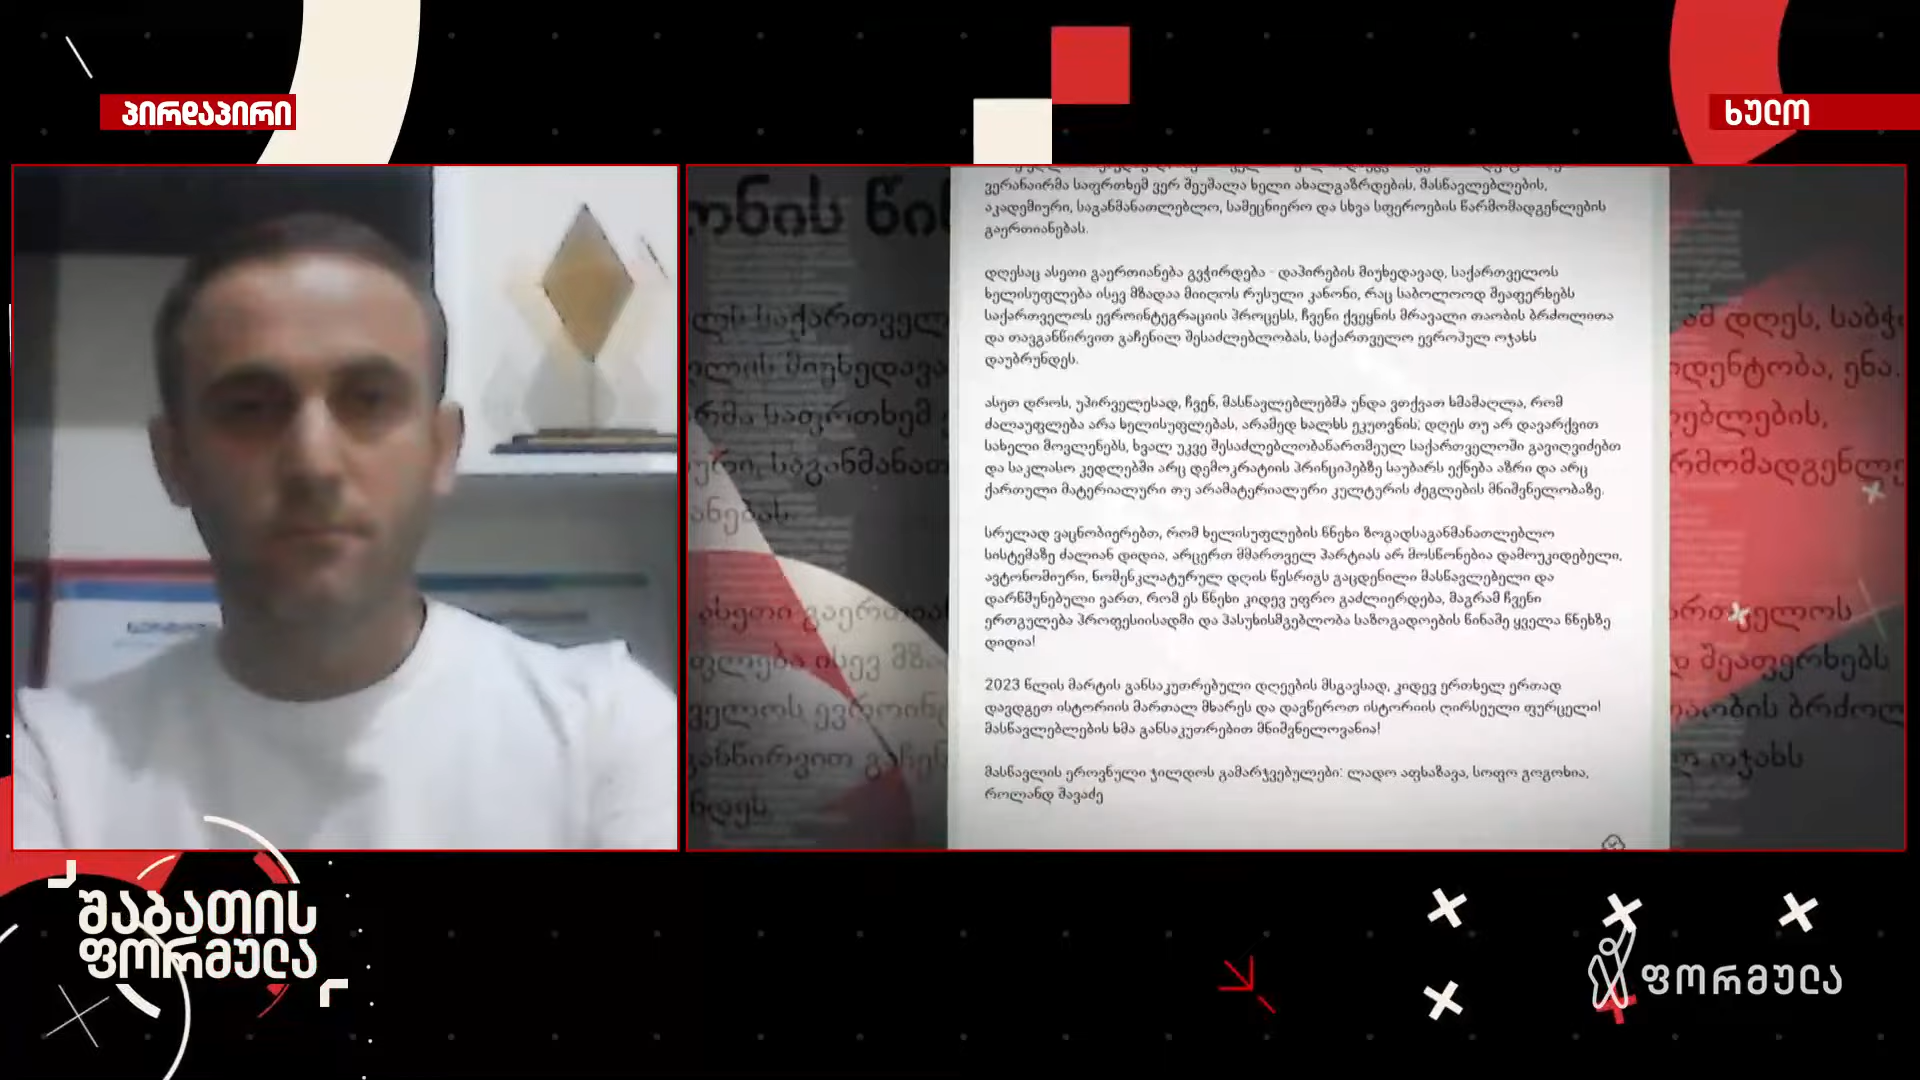 პირდაპირი
ხულო
ვერანაირმა საფრთხემ ვერ შეუშალა ხელი ახალგაზრდების, მასწავლებლების,
აკადემიური, საგანმანათლებლო, სამეცნიერო და სხვა სფეროების წარმომადგენლების
გაერთიანებას.
დღესაც ასეთი გაერთიანება გვჭირდება - დაპირების მიუხედავად, საქართველოს
ხელისუფლება ისევ მზადაა მიიღოს რუსული კანონი, რაც საბოლოოდ შეაფერხებს
საქართველოს ევროინტეგრაციის პროცესს, ჩვენი ქვეყნის მრავალი თაობის ბრძოლითა
და თავგანწირვით გაჩენილ შესაძლებლობას, საქართველო ევროპულ ოჯახს
დაუბრუნდეს.
ასეთ დროს, უპირველესად, ჩვენ, მასწავლებლებმა უნდა ვთქვათ ხმამაღლა, რომ
ძალაუფლება არა ხელისუფლებას, არამედ ხალხს ეკუთვნის; დღეს თუ არ დავარქვით
სახელი მოვლენებს, ხვალ უკვე შესაძლებლობაწართმეულ საქართველოში გავიღვიძებთ
და საკლასო კედლებში არც დემოკრატიის პრინციპებზე საუბარს ექნება აზრი და არც
ქართული მატერიალური თუ არამატერიალური კულტურის ძეგლების მნიშვნელობაზე.
სრულად ვაცნობიერებთ, რომ ხელისუფლების წნეხი ზოგადსაგანმანათლებლო
სისტემაზე ძალიან დიდია, არცერთ მმართველ პარტიას არ მოსწონებია დამოუკიდებელი,
ავტონომიური, ნომენკლატურულ დღის წესრიგს გაცდენილი მასწავლებელი და
დარწმუნებული ვართ, რომ ეს წნეხი კიდევ უფრო გაძლიერდება, მაგრამ ჩვენი
ერთგულება პროფესიისადმი და პასუხისმგებლობა საზოგადოების წინაშე ყველა წნეხზე
დიდია!
2023 წლის მარტის განსაკუთრებული დღეების მსგავსად, კიდევ ერთხელ ერთად
დავდგეთ ისტორიის მართალ მხარეს და დავწეროთ ისტორიის ღირსეული ფურცელი!
მასწავლებლების ხმა განსაკუთრებით მნიშვნელოვანია!
მასწავლის ეროვნული ჯილდოს გამარჯვებულები: ლადო აფხაზავა, სოფო გოგოხია,
როლანდ შავაძე
შაბათის
ფორმულა
ფორმულა